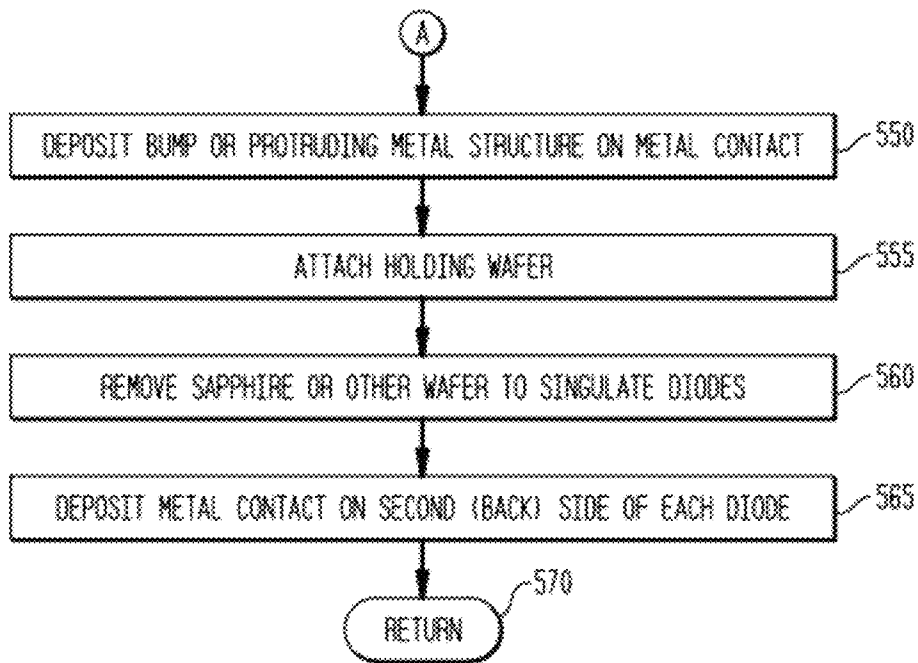 A
DEPOSIT BUMP OR PROTRUDING METAL STRUCTURE ON METAL CONTACT
550
ATTACH HOLDING WAFER
555
REMOVE SAPPHIRE OR OTHER WAFER TO SINGULATE DIODES
560
DEPOSIT METAL CONTACT ON SECOND (BACK) SIDE OF EACH DIODE
565
570
RETURN